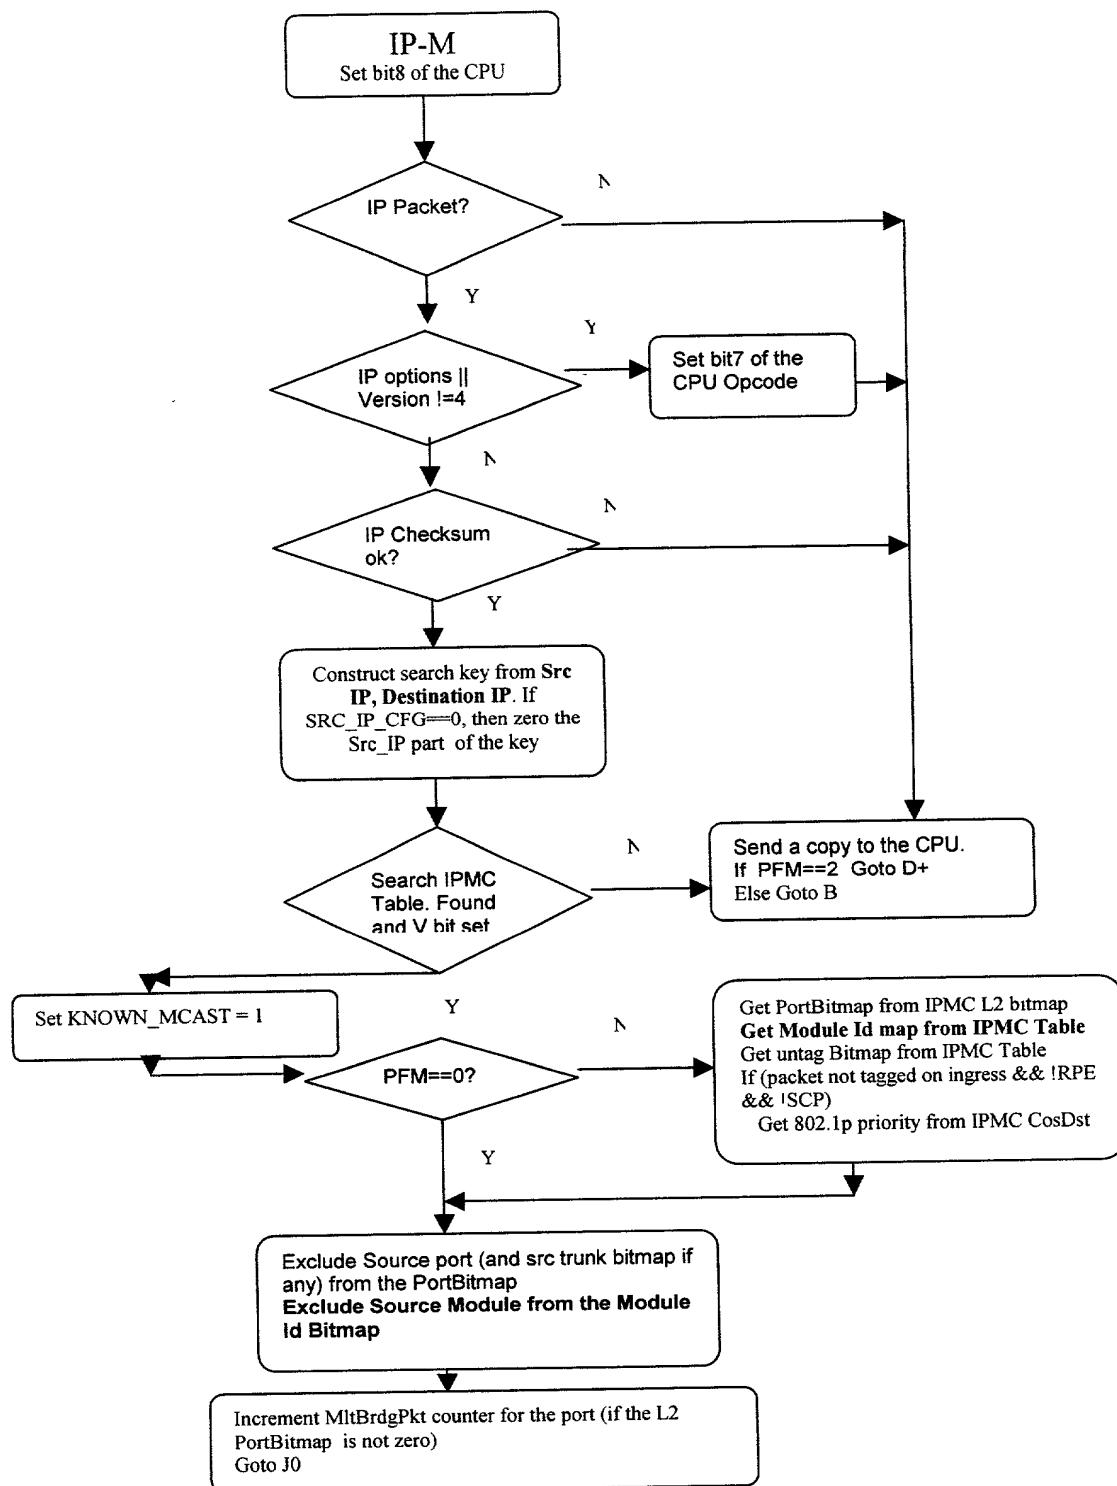 IP-M
Set bit8 of the CPU
IP Packet?
N
Y
IP options ||
Version !=4
Y
Set bit7 of the
CPU Opcode
N
IP Checksum
ok?
N
Y
Construct search key from Src
IP, Destination IP. If
SRC_IP_CFG==0, then zero the
Src_IP part of the key
Search IPMC
Table. Found
and V bit set
N
Send a copy to the CPU.
If PFM==2 Goto D+
Else Goto B
Set KNOWN_MCAST = 1
Y
PFM==0?
N
Get PortBitmap from IPMC L2 bitmap
Get Module Id map from IPMC Table
Get untag Bitmap from IPMC Table
If (packet not tagged on ingress && !RPE
&& !SCP)
Get 802.1p priority from IPMC CosDst
Y
Exclude Source port (and src trunk bitmap if
any) from the PortBitmap
Exclude Source Module from the Module
Id Bitmap
Increment MltBrdgPkt counter for the port (if the L2
PortBitmap is not zero)
Goto J0